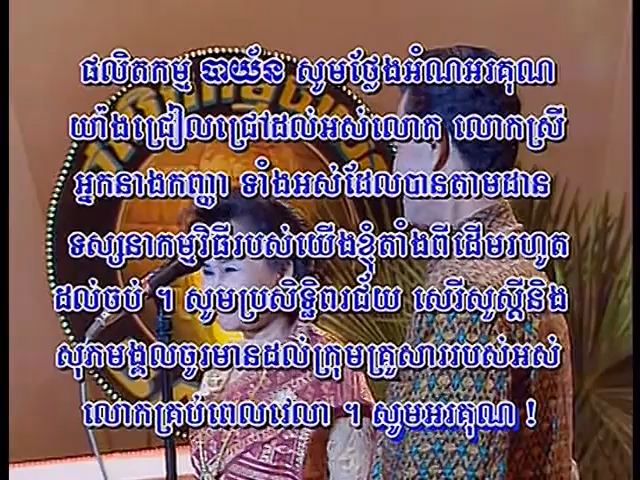 ផលិតកម្ម បាយ័ន សូមថ្លែងអំណរអរគុណ
យ៉ាងជ្រៀលជ្រៅដល់អស់លោក លោកស្រី
អ្នកនាងកញ្ញា ទាំងអស់ដែលបានតាមដាន
ទស្សនាកម្មវិធីរបស់យើងខ្ញុំតាំងពីដើមរហូត
ដល់ចប់ ។ សូមប្រសិទ្ធិពរជ័យ សេរីសួស្តីនិង
សុភមង្គលចូរមានដល់ក្រុមគ្រួសាររបស់អស់
លោកគ្រប់ពេលវេលា ។ សូមអរគុណ !